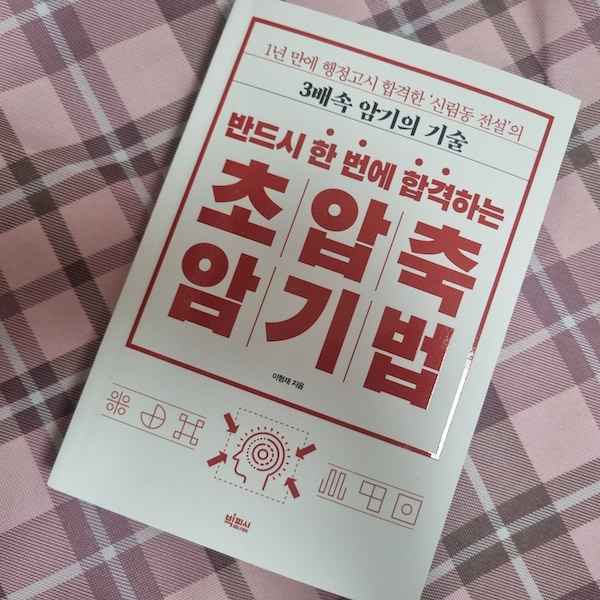 1년 만에 행정고시 합격한 '신림동 전설'의
3배속 암기의 기술
반드시 한 번에 합격하는
초압축
암기법
이형재 지음
빅피시